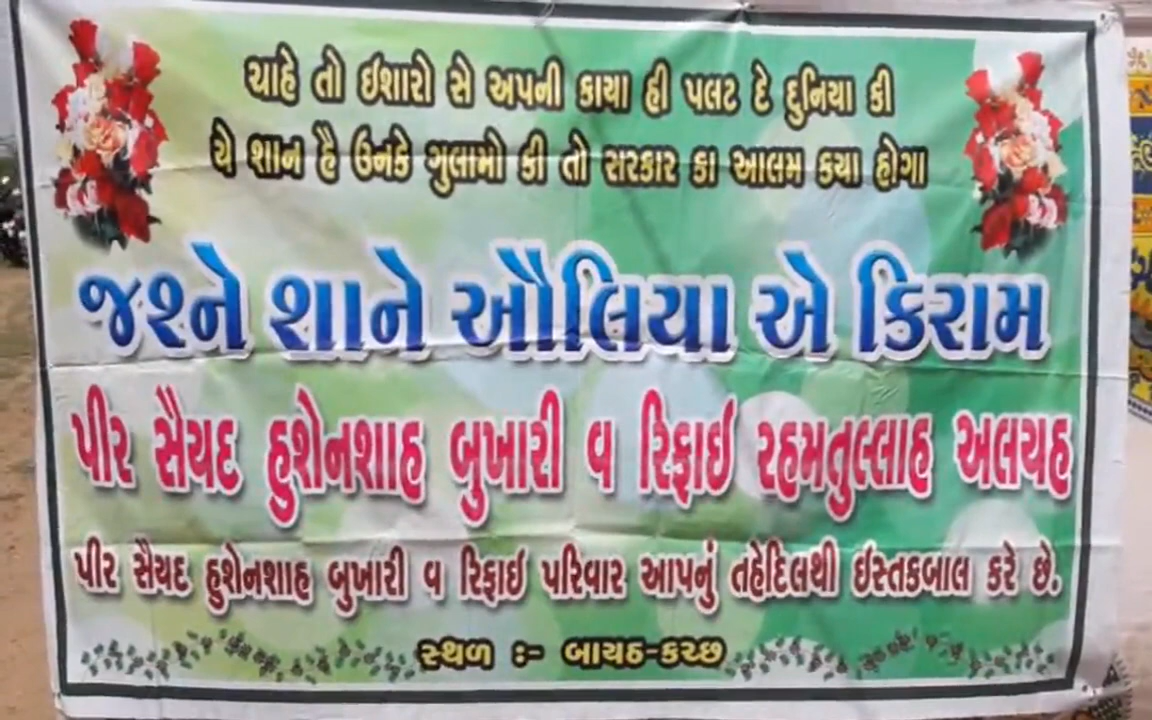 ચાહે તો ઈશારો સે અપની કાયા હી પલટ દે દુનિયા કી
યે શાન હૈ ઉનકે ગુલામો કી તો સરકાર કા આલમ કયા હોગા
જશ્ને શાને ઔલિયા એ કિરામ
પીર સૈયદ હુશેનશાહ બુખારી વ રિફાઈ રહમતુલ્લાહ અલયહ
પીર સૈયદ હુશેનશાહ બુખારી વ રિફાઈ પરિવાર આપનું તહેદિલથી ઈસ્તકબાલ કરે છે.
સ્થળ :- બાયઠ-કચ્છ